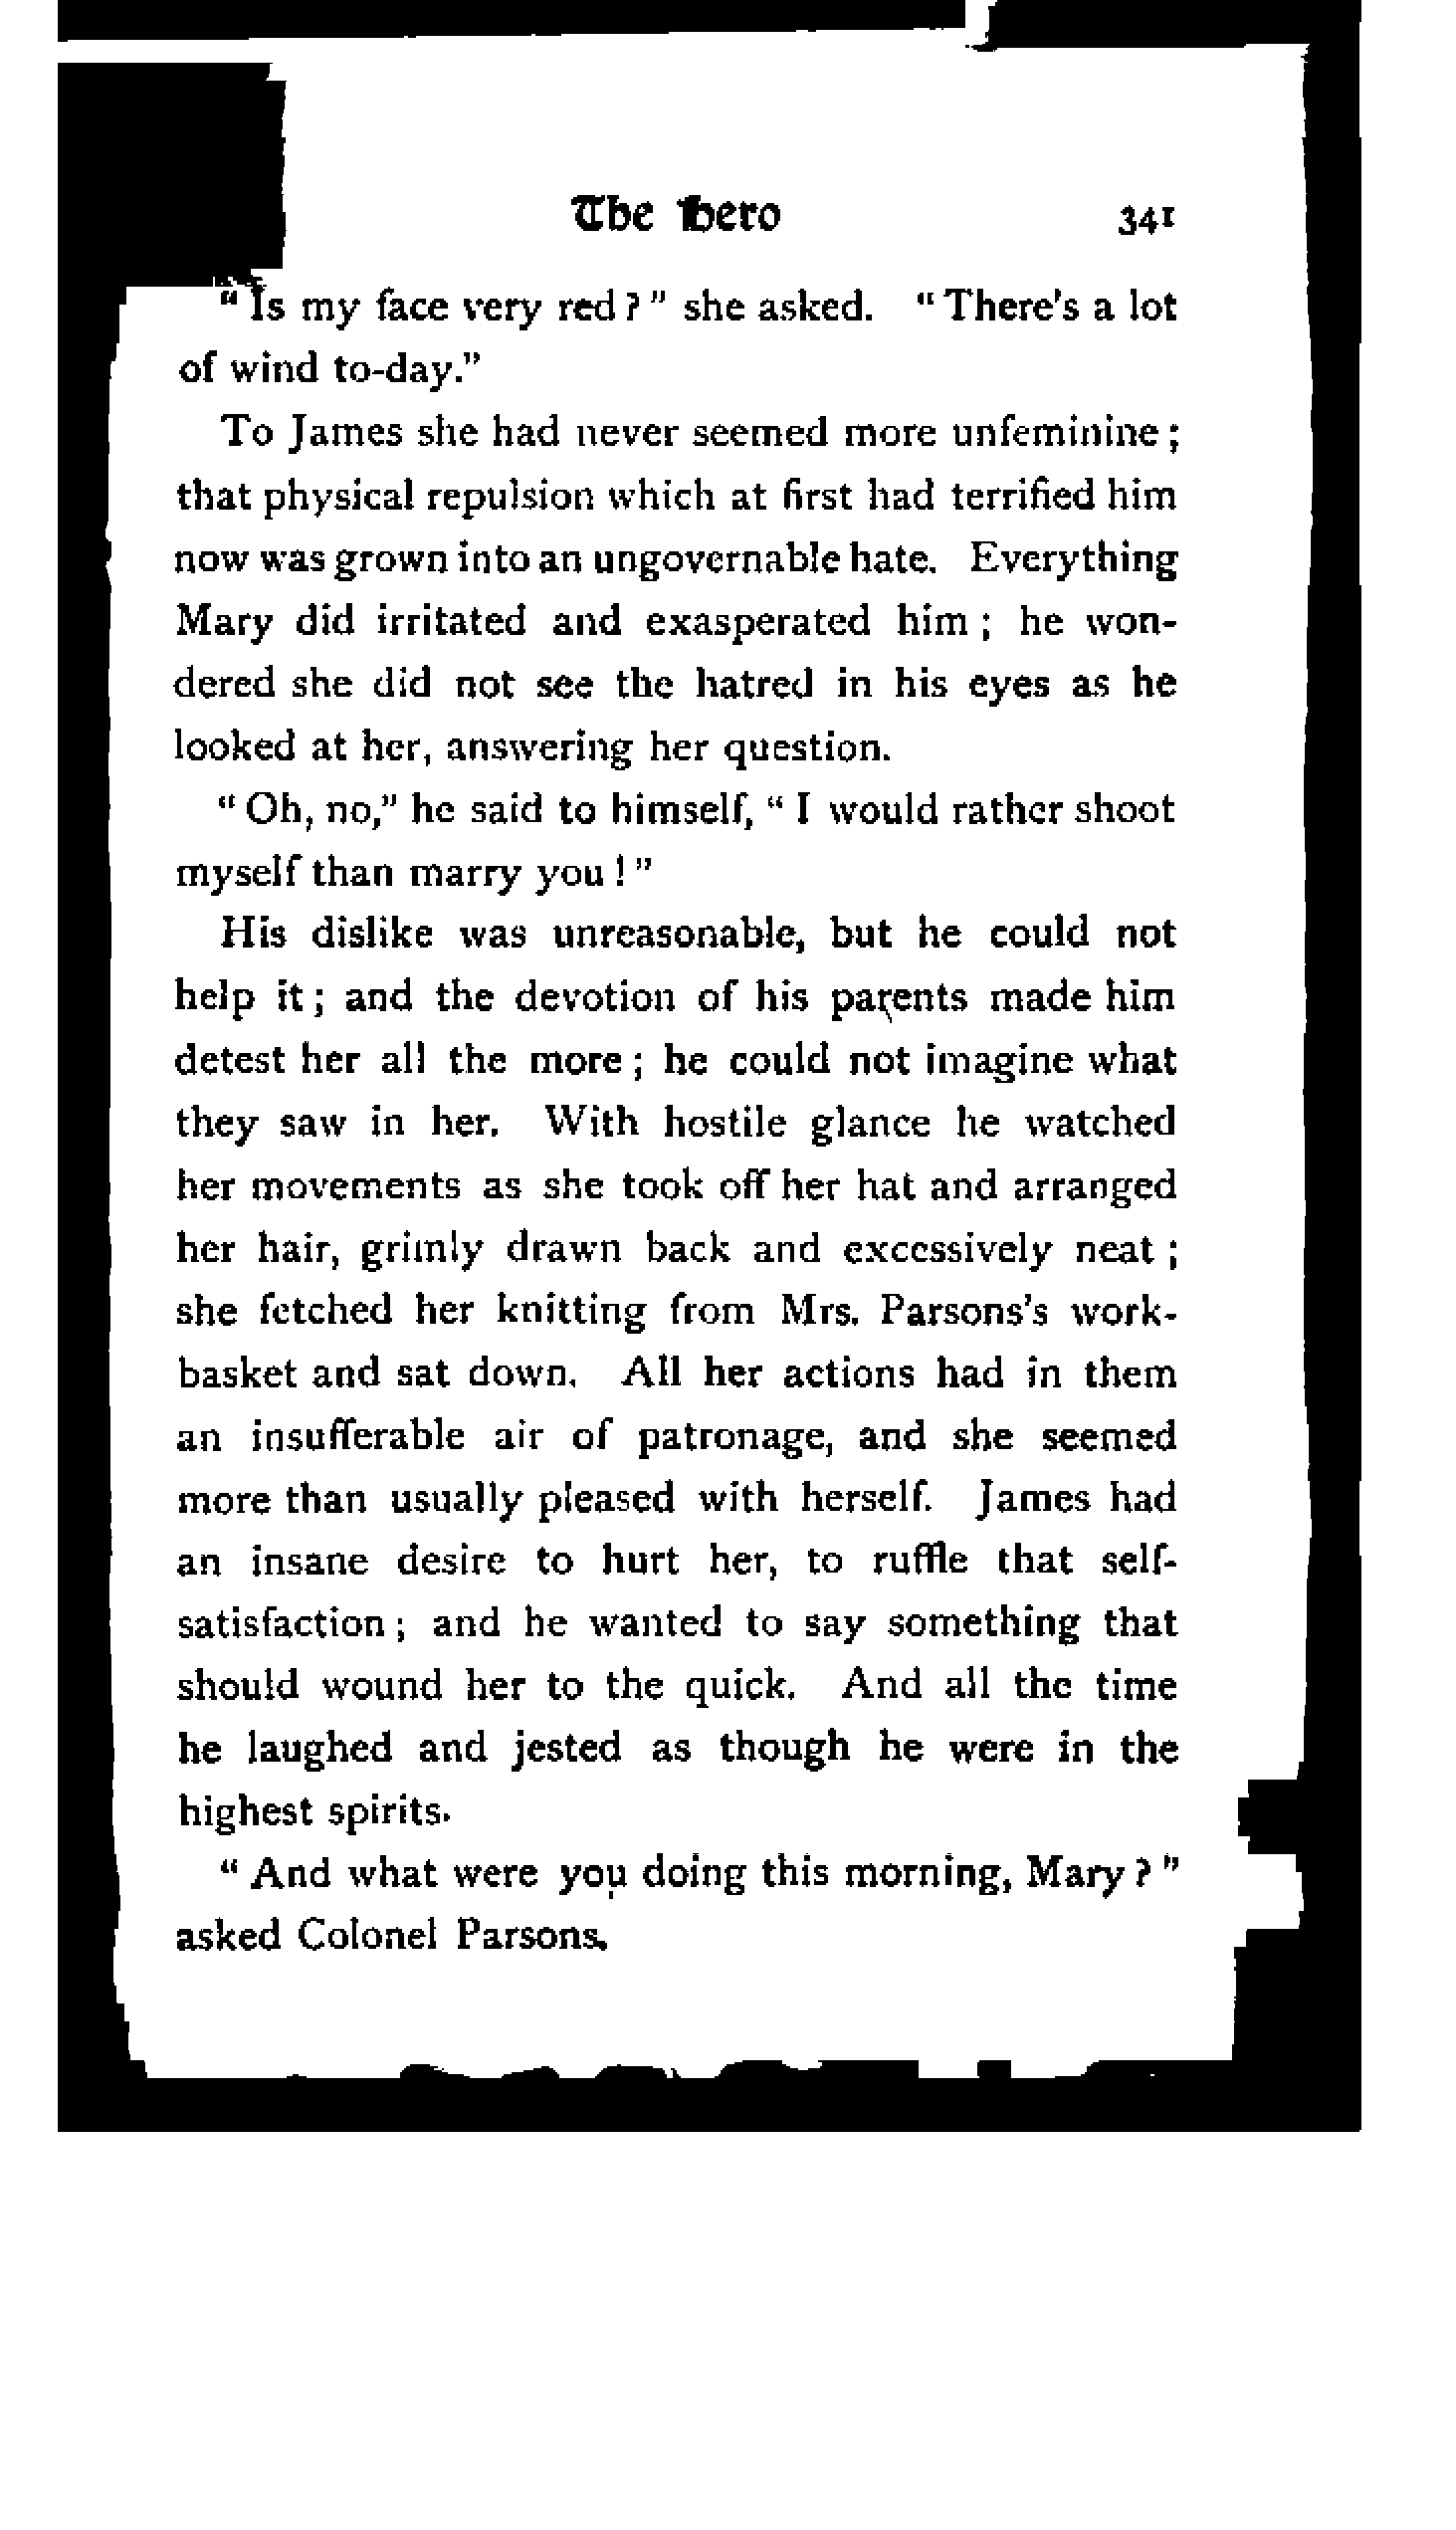 The Hero 341
“ Is my face very red ? ” she asked. “ There's a lot
of wind to-day.”
To James she had never seemed more unfeminine ;
that physical repulsion which at first had terrified him
now was grown into an ungovernable hate. Everything
Mary did irritated and exasperated him ; he won-
dered she did not see the hatred in his eyes as he
looked at her, answering her question.
“ Oh, no,” he said to himself, “ I would rather shoot
myself than marry you ! ”
His dislike was unreasonable, but he could not
help it ; and the devotion of his parents made him
detest her all the more ; he could not imagine what
they saw in her. With hostile glance he watched
her movements as she took off her hat and arranged
her hair, grimly drawn back and excessively neat ;
she fetched her knitting from Mrs. Parsons's work-
basket and sat down. All her actions had in them
an insufferable air of patronage, and she seemed
more than usually pleased with herself. James had
an insane desire to hurt her, to ruffle that self-
satisfaction ; and he wanted to say something that
should wound her to the quick. And all the time
he laughed and jested as though he were in the
highest spirits.
“ And what were you doing this morning, Mary ? ”
asked Colonel Parsons.